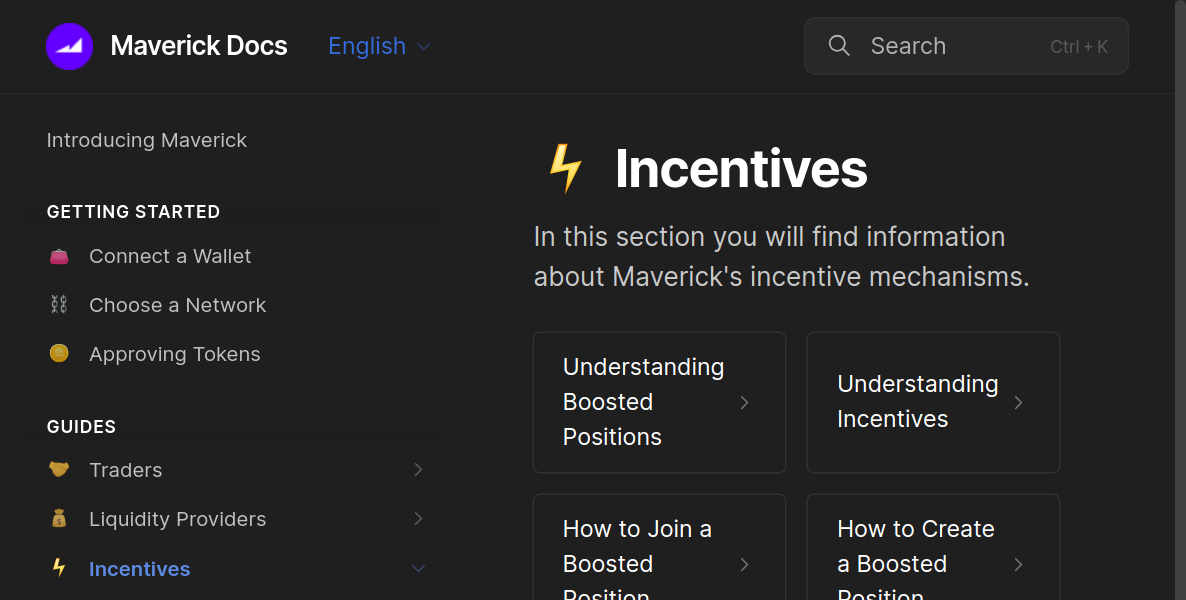 Maverick Docs
English
Search
Ctrl + K
Introducing Maverick
GETTING STARTED
Connect a Wallet
Choose a Network
Approving Tokens
GUIDES
Traders
Liquidity Providers
Incentives
Incentives
In this section you will find information
about Maverick's incentive mechanisms.
Understanding
Boosted
Positions
Understanding
Incentives
How to Join a
Boosted
Position
How to Create
a Boosted
Position